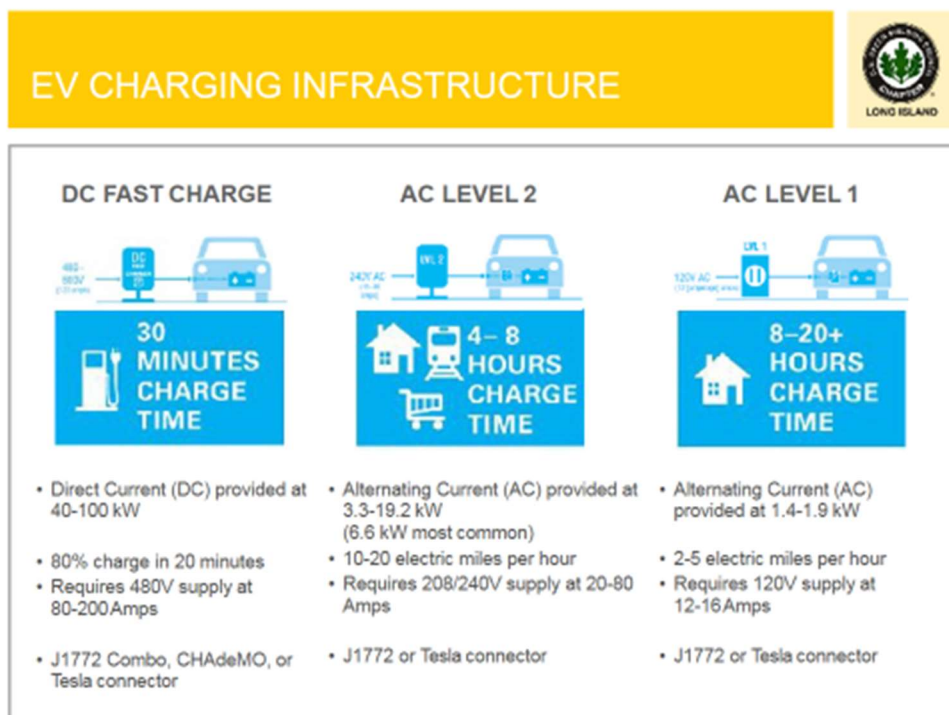 EV CHARGING INFRASTRUCTURE
U.S. GREEN BUILDING COUNCIL
CHAPTER
LONG ISLAND
DC FAST CHARGE
DC
FAST
30
MINUTES
CHARGE
TIME
• Direct Current (DC) provided at
40-100 kW
• 80% charge in 20 minutes
• Requires 480V supply at
80-200 Amps
• J1772 Combo, CHAdeMO, or
Tesla connector
AC LEVEL 2
240V AC
LVL 2
4–8
HOURS
CHARGE
TIME
• Alternating Current (AC) provided at
3.3-19.2 kW
(6.6 kW most common)
• 10-20 electric miles per hour
• Requires 208/240V supply at 20-80
Amps
• J1772 or Tesla connector
AC LEVEL 1
LVL 1
120V AC
8–20+
HOURS
CHARGE
TIME
• Alternating Current (AC)
provided at 1.4-1.9 kW
• 2-5 electric miles per hour
• Requires 120V supply at
12-16 Amps
• J1772 or Tesla connector